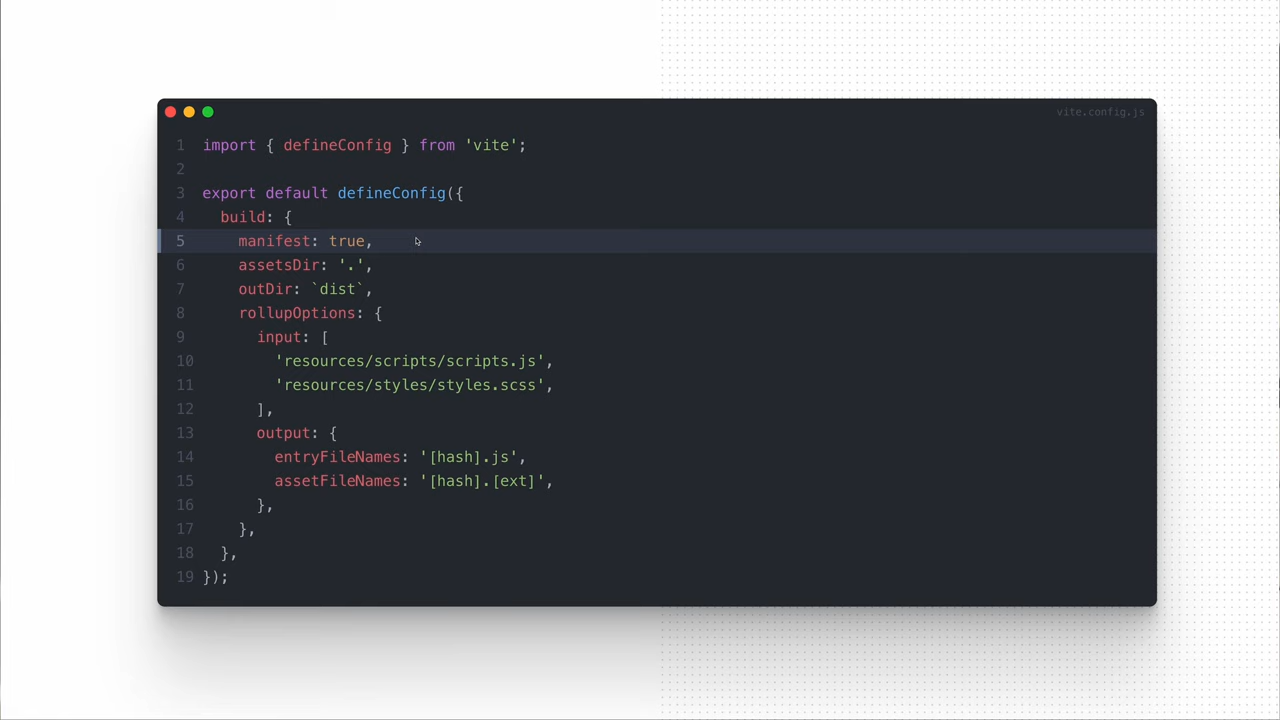 vite.config.js
1 import { defineConfig } from 'vite';
2
3 export default defineConfig({
4   build: {
5     manifest: true,
6     assetsDir: '.',
7     outDir: `dist`,
8     rollupOptions: {
9       input: [
10         'resources/scripts/scripts.js',
11         'resources/styles/styles.scss',
12       ],
13       output: {
14         entryFileNames: '[hash].js',
15         assetFileNames: '[hash].[ext]',
16       },
17     },
18   },
19 });